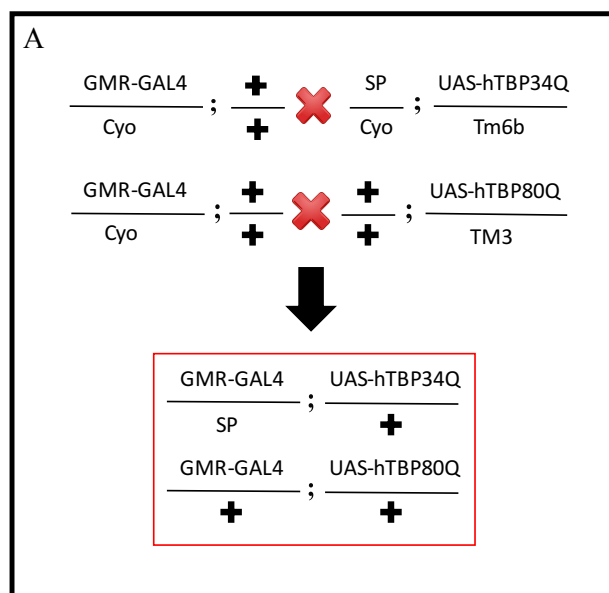 A
GMR-GAL4 ; + SP ; UAS-hTBP34Q
Cyo + Cyo Tm6b
GMR-GAL4 ; + + ; UAS-hTBP80Q
Cyo + + TM3
GMR-GAL4 ; UAS-hTBP34Q
SP +
GMR-GAL4 ; UAS-hTBP80Q
+ +